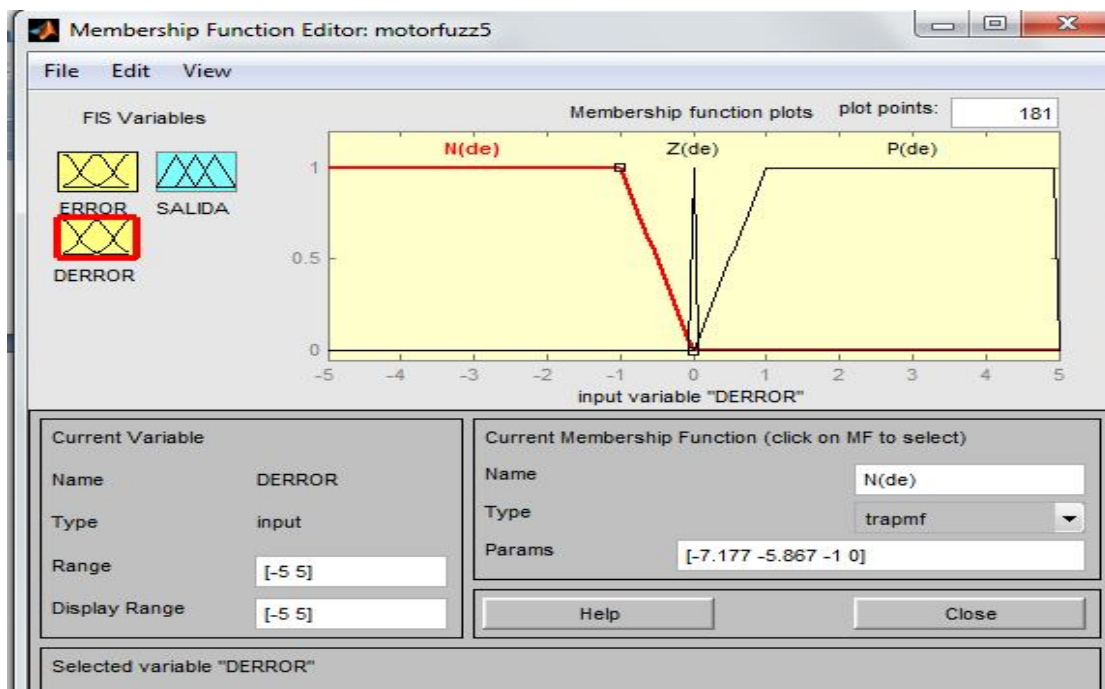 Membership Function Editor: motorfuzz5
File Edit View
FIS Variables
Membership function plots plot points: 181
ERROR SALIDA
DERROR
N(de) Z(de) P(de)
1
0.5
0
-5 -4 -3 -2 -1 0 1 2 3 4 5
input variable "DERROR"
Current Variable
Name DERROR
Type input
Range [-5 5]
Display Range [-5 5]
Current Membership Function (click on MF to select)
Name N(de)
Type trapmf
Params [-7.177 -5.867 -1 0]
Help Close
Selected variable "DERROR"